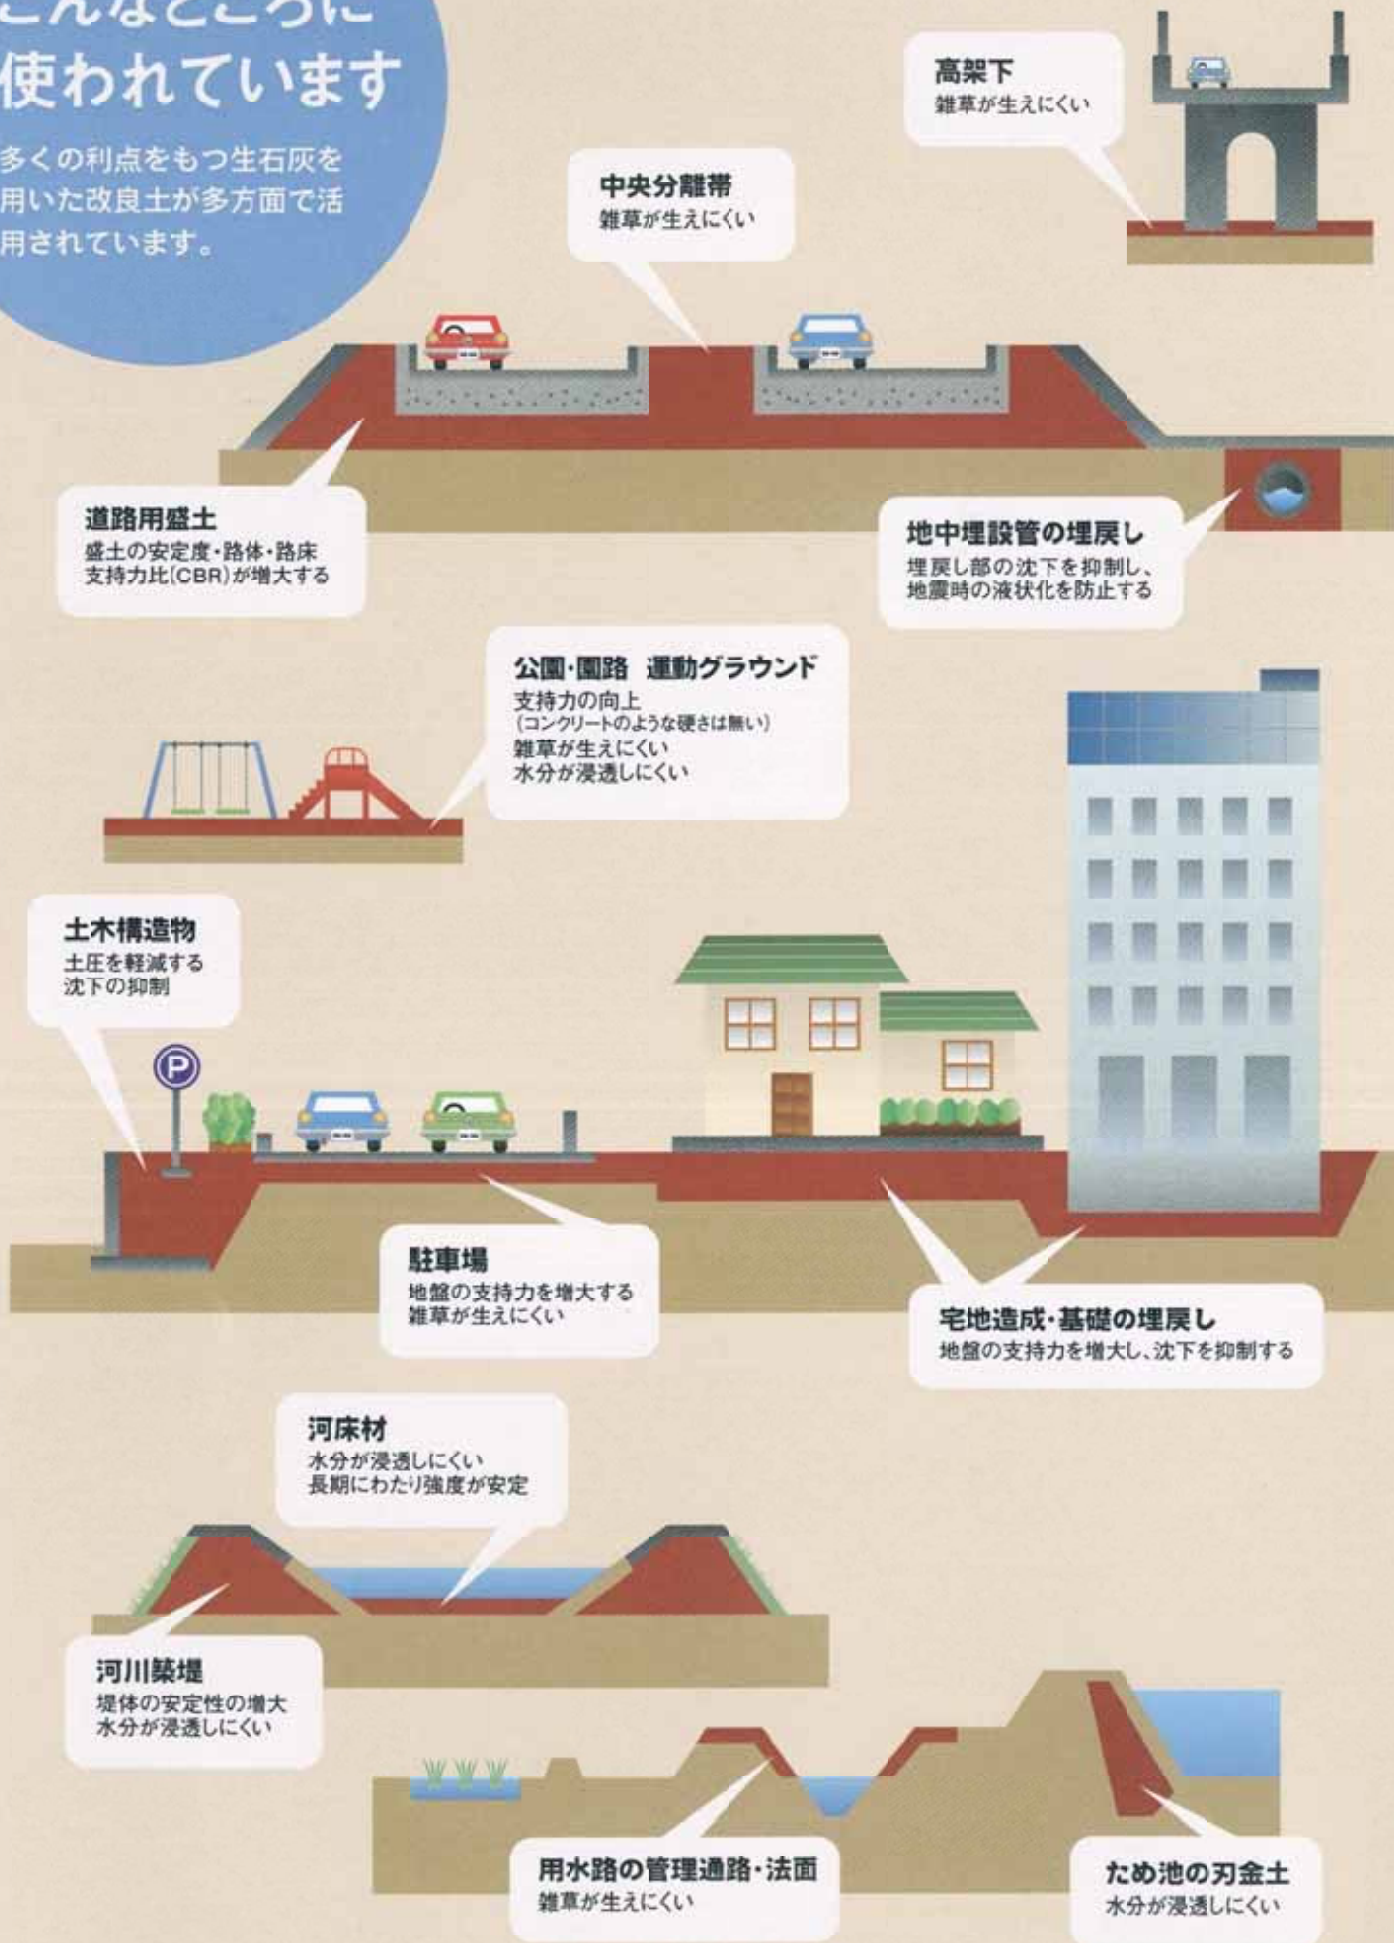 こんなところに
使われています
多くの利点をもつ生石灰を
用いた改良土が多方面で活
用されています。
高架下
雑草が生えにくい
中央分離帯
雑草が生えにくい
道路用盛土
盛土の安定度・路体・路床
支持力比(CBR)が増大する
地中埋設管の埋戻し
埋戻し部の沈下を抑制し、
地震時の液状化を防止する
公園・園路 運動グラウンド
支持力の向上
(コンクリートのような硬さは無い)
雑草が生えにくい
水分が浸透しにくい
土木構造物
土圧を軽減する
沈下の抑制
P
駐車場
地盤の支持力を増大する
雑草が生えにくい
宅地造成・基礎の埋戻し
地盤の支持力を増大し、沈下を抑制する
河床材
水分が浸透しにくい
長期にわたり強度が安定
河川築堤
堤体の安定性の増大
水分が浸透しにくい
用水路の管理通路・法面
雑草が生えにくい
ため池の刃金土
水分が浸透しにくい